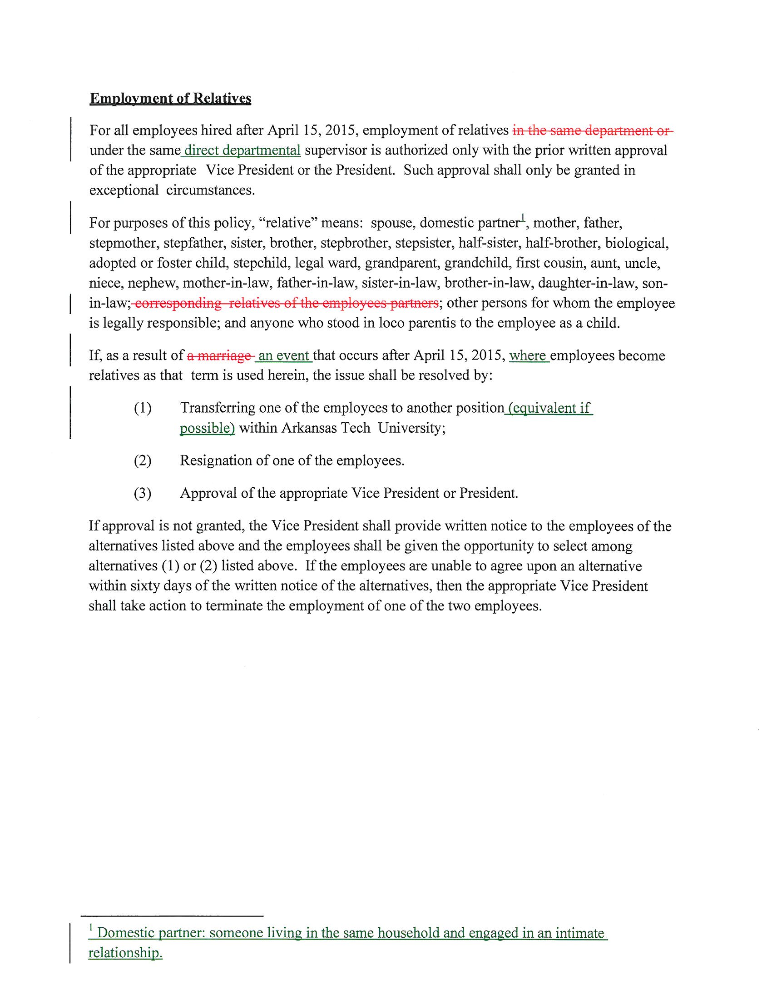 Employment of Relatives
For all employees hired after April 15, 2015, employment of relatives in the same department or
under the same direct departmental supervisor is authorized only with the prior written approval
of the appropriate Vice President or the President. Such approval shall only be granted in
exceptional circumstances.
For purposes of this policy, “relative” means: spouse, domestic partner1, mother, father,
stepmother, stepfather, sister, brother, stepbrother, stepsister, half-sister, half-brother, biological,
adopted or foster child, stepchild, legal ward, grandparent, grandchild, first cousin, aunt, uncle,
niece, nephew, mother-in-law, father-in-law, sister-in-law, brother-in-law, daughter-in-law, son-
in-law; corresponding relatives of the employees partners; other persons for whom the employee
is legally responsible; and anyone who stood in loco parentis to the employee as a child.
If, as a result of a marriage an event that occurs after April 15, 2015, where employees become
relatives as that term is used herein, the issue shall be resolved by:
(1) Transferring one of the employees to another position (equivalent if
possible) within Arkansas Tech University;
(2) Resignation of one of the employees.
(3) Approval of the appropriate Vice President or President.
If approval is not granted, the Vice President shall provide written notice to the employees of the
alternatives listed above and the employees shall be given the opportunity to select among
alternatives (1) or (2) listed above. If the employees are unable to agree upon an alternative
within sixty days of the written notice of the alternatives, then the appropriate Vice President
shall take action to terminate the employment of one of the two employees.
1 Domestic partner: someone living in the same household and engaged in an intimate
relationship.